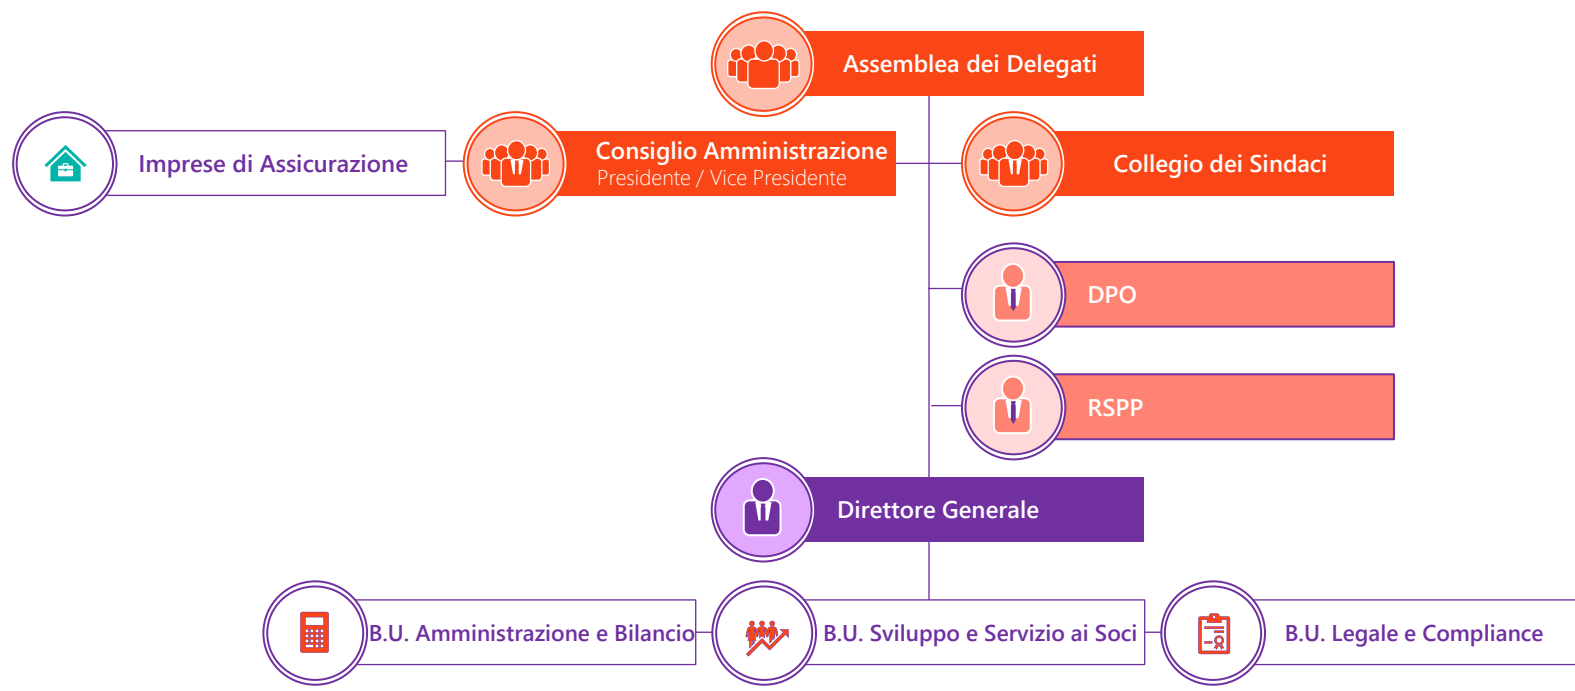 Assemblea dei Delegati
Imprese di Assicurazione
Consiglio Amministrazione
Presidente / Vice Presidente
Collegio dei Sindaci
DPO
RSPP
Direttore Generale
B.U. Amministrazione e Bilancio
B.U. Sviluppo e Servizio ai Soci
B.U. Legale e Compliance